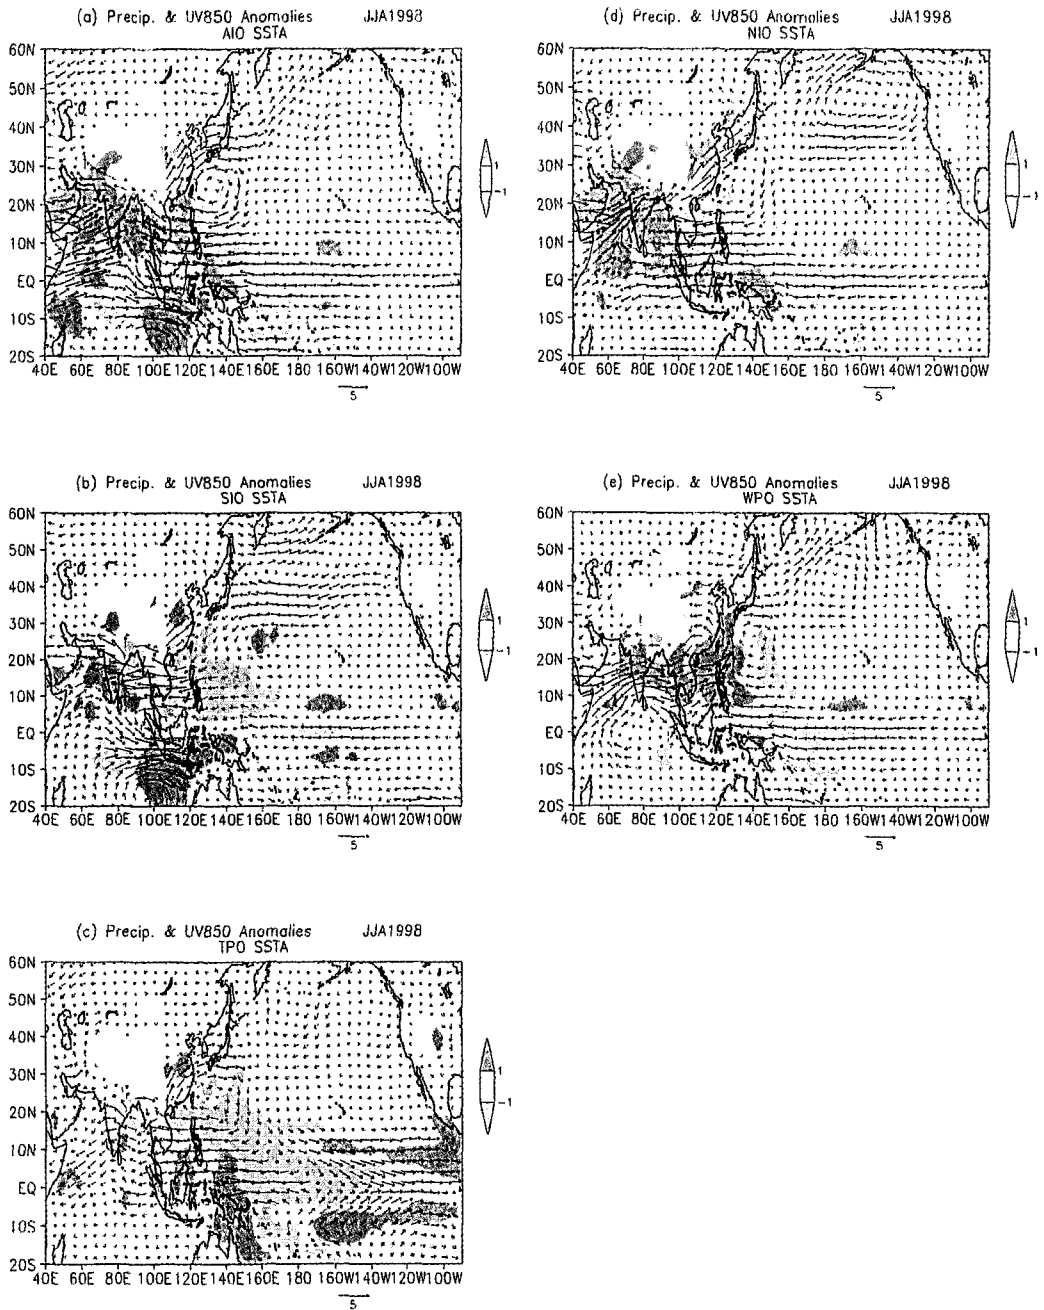 (a) Precip. & UV850 Anomalies JJA1998
AIO SSTA
60N
50N
40N
30N
20N
10N
EQ
10S
20S
40E 60E 80E 100E 120E 140E 160E 180 160W 140W 120W 100W
5
1
-1
(d) Precip. & UV850 Anomalies JJA1998
NIO SSTA
60N
50N
40N
30N
20N
10N
EQ
10S
20S
40E 60E 80E 100E 120E 140E 160E 180 160W 140W 120W 100W
5
1
-1
(b) Precip. & UV850 Anomalies JJA1998
SIO SSTA
60N
50N
40N
30N
20N
10N
EQ
10S
20S
40E 60E 80E 100E 120E 140E 160E 180 160W 140W 120W 100W
5
1
-1
(e) Precip. & UV850 Anomalies JJA1998
WPO SSTA
60N
50N
40N
30N
20N
10N
EQ
10S
20S
40E 60E 80E 100E 120E 140E 160E 180 160W 140W 120W 100W
5
1
-1
(c) Precip. & UV850 Anomalies JJA1998
TPO SSTA
60N
50N
40N
30N
20N
10N
EQ
10S
20S
40E 60E 80E 100E 120E 140E 160E 180 160W 140W 120W 100W
5
1
-1